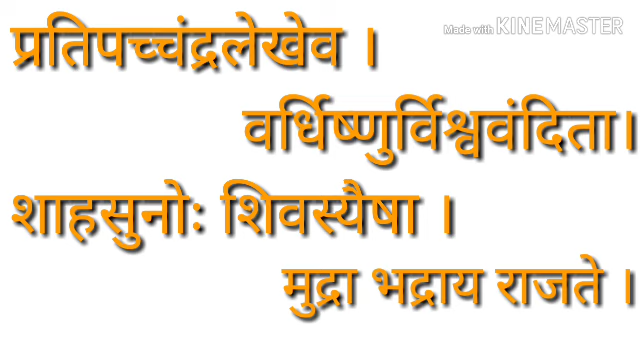 Made with KINEMASTER
प्रतिपच्चंद्रलेखेव ।
वर्धिष्णुर्विश्ववंदिता।
शाहसुनोः शिवस्यैषा ।
मुद्रा भद्राय राजते ।